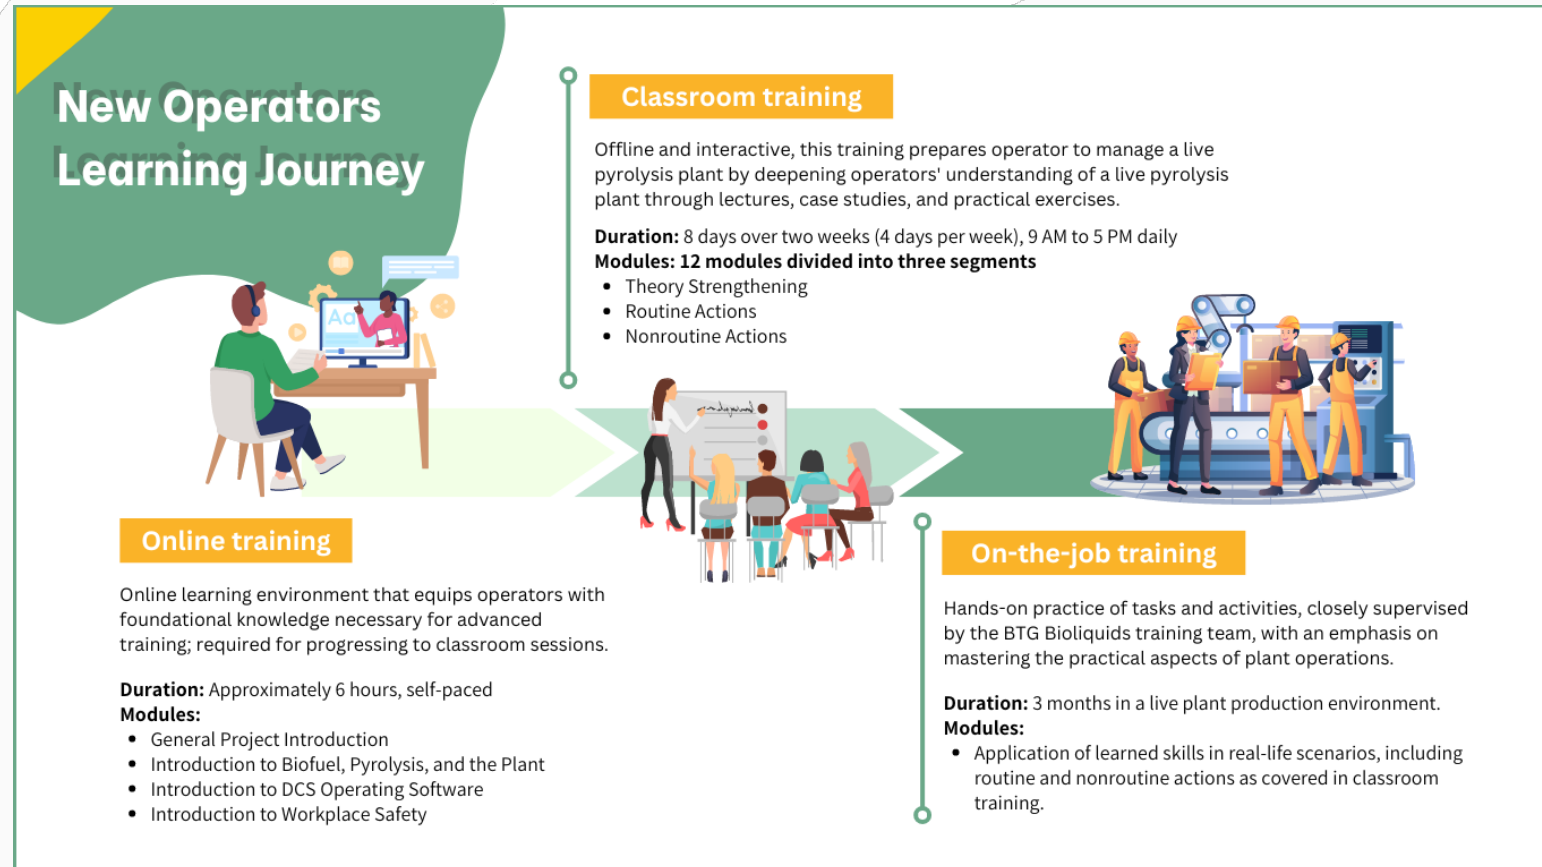 New Operators
Learning Journey
Classroom training
Offline and interactive, this training prepares operator to manage a live
pyrolysis plant by deepening operators' understanding of a live pyrolysis
plant through lectures, case studies, and practical exercises.
Duration: 8 days over two weeks (4 days per week), 9 AM to 5 PM daily
Modules: 12 modules divided into three segments
• Theory Strengthening
• Routine Actions
• Nonroutine Actions
Aa
Online training
Online learning environment that equips operators with
foundational knowledge necessary for advanced
training; required for progressing to classroom sessions.
Duration: Approximately 6 hours, self-paced
Modules:
• General Project Introduction
• Introduction to Biofuel, Pyrolysis, and the Plant
• Introduction to DCS Operating Software
• Introduction to Workplace Safety
On-the-job training
Hands-on practice of tasks and activities, closely supervised
by the BTG Bioliquids training team, with an emphasis on
mastering the practical aspects of plant operations.
Duration: 3 months in a live plant production environment.
Modules:
• Application of learned skills in real-life scenarios, including
routine and nonroutine actions as covered in classroom
training.